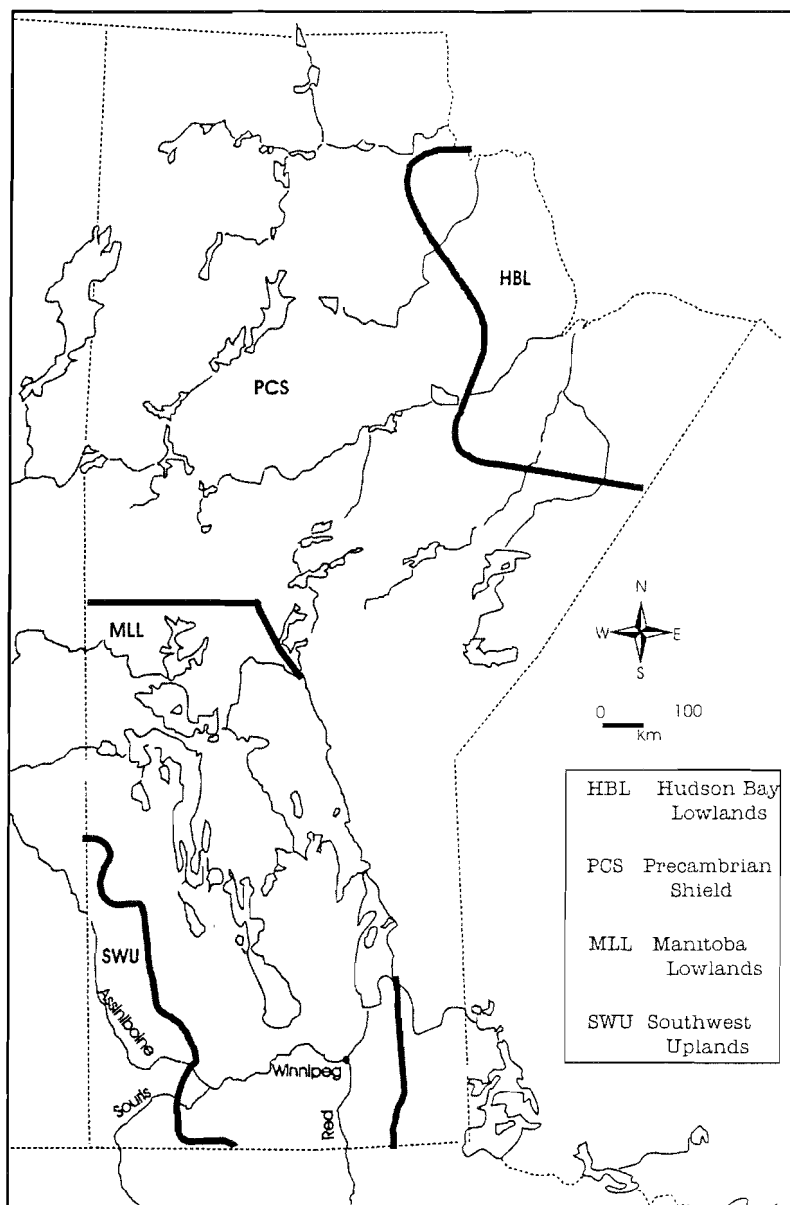 HBL
PCS
MLL
N
W E
S
0 100
km
HBL Hudson Bay
Lowlands
PCS Precambrian
Shield
MLL Manitoba
Lowlands
SWU Southwest
Uplands
SWU
Assiniboine
Winnipeg
Souris
Red